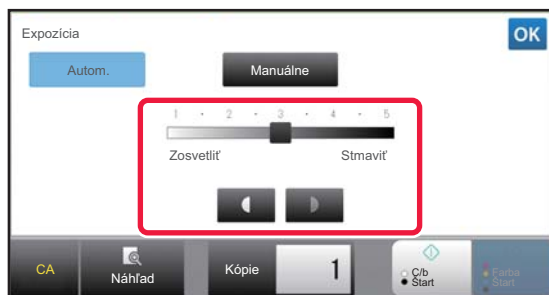 Expozícia
OK
Autom.
Manuálne
1 • 2 • 3 • 4 • 5
Zosvetliť
Stmaviť
CA
Náhľad
Kópie
1
Č/b
Štart
Farba
Štart